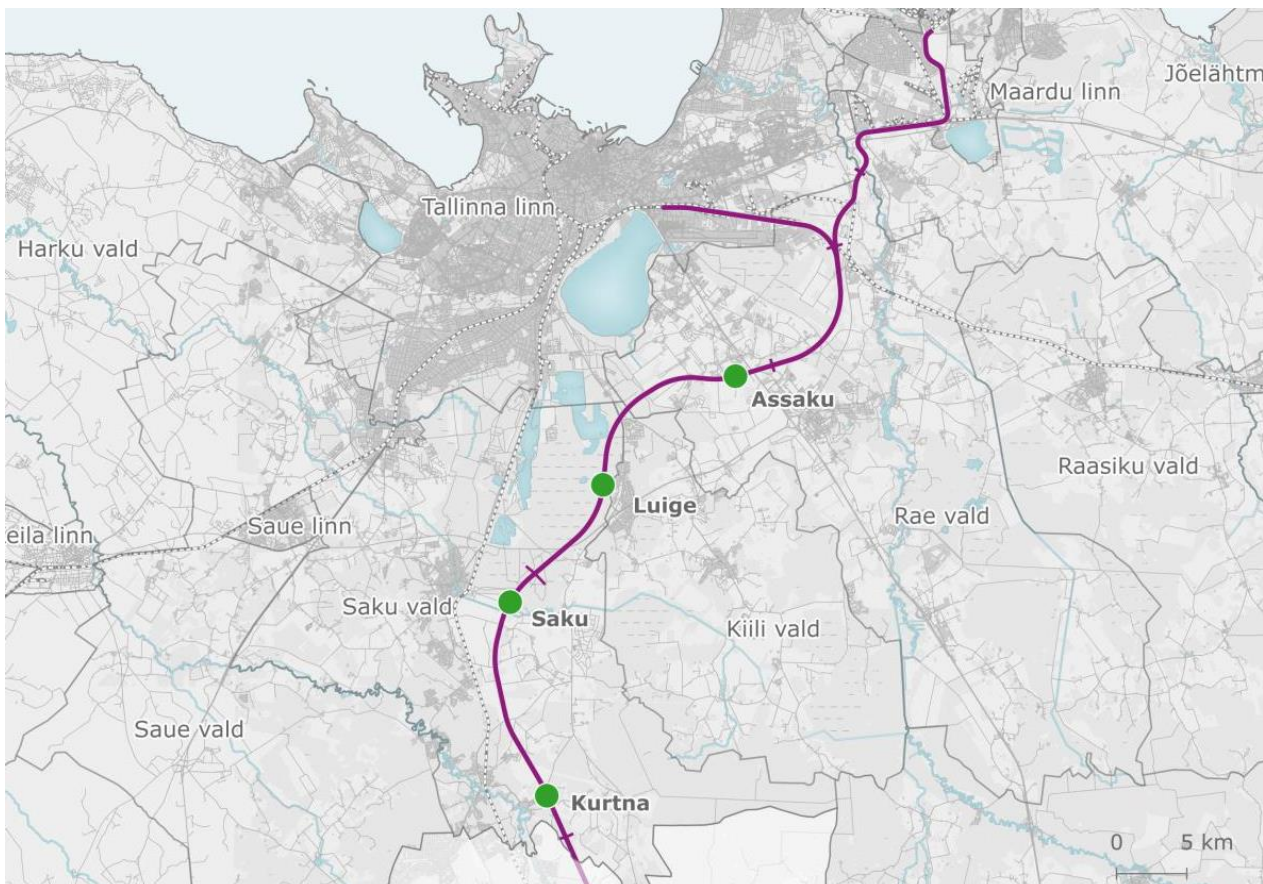 Maardu linn
Jõelähtm
Tallinna linn
Harku vald
Assaku
Raasiku vald
Luige
Rae vald
Saue linn
eila linn
Saku vald
Saku
Kiili vald
Saue vald
Kurtna
0 5 km